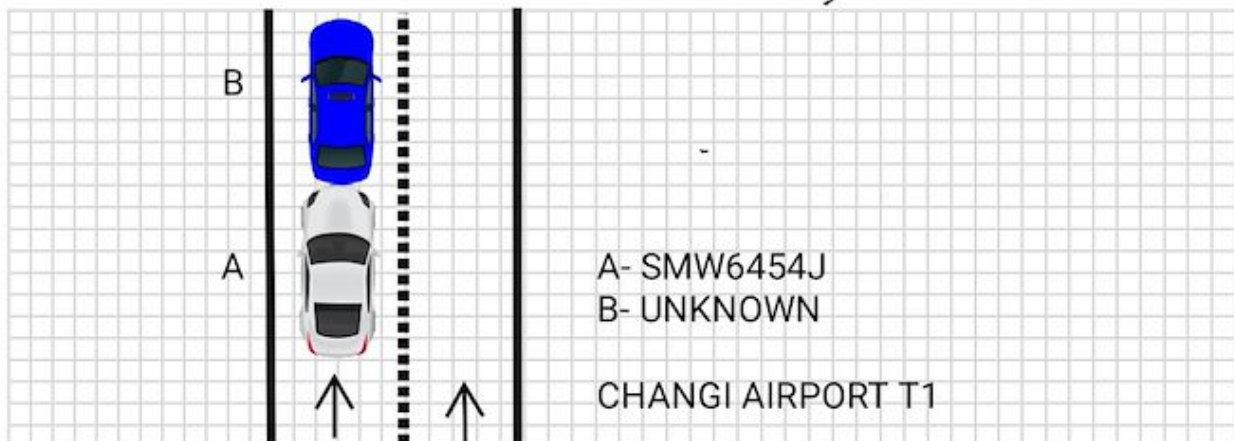 B
A
A- SMW6454J
B- UNKNOWN
CHANGI AIRPORT T1